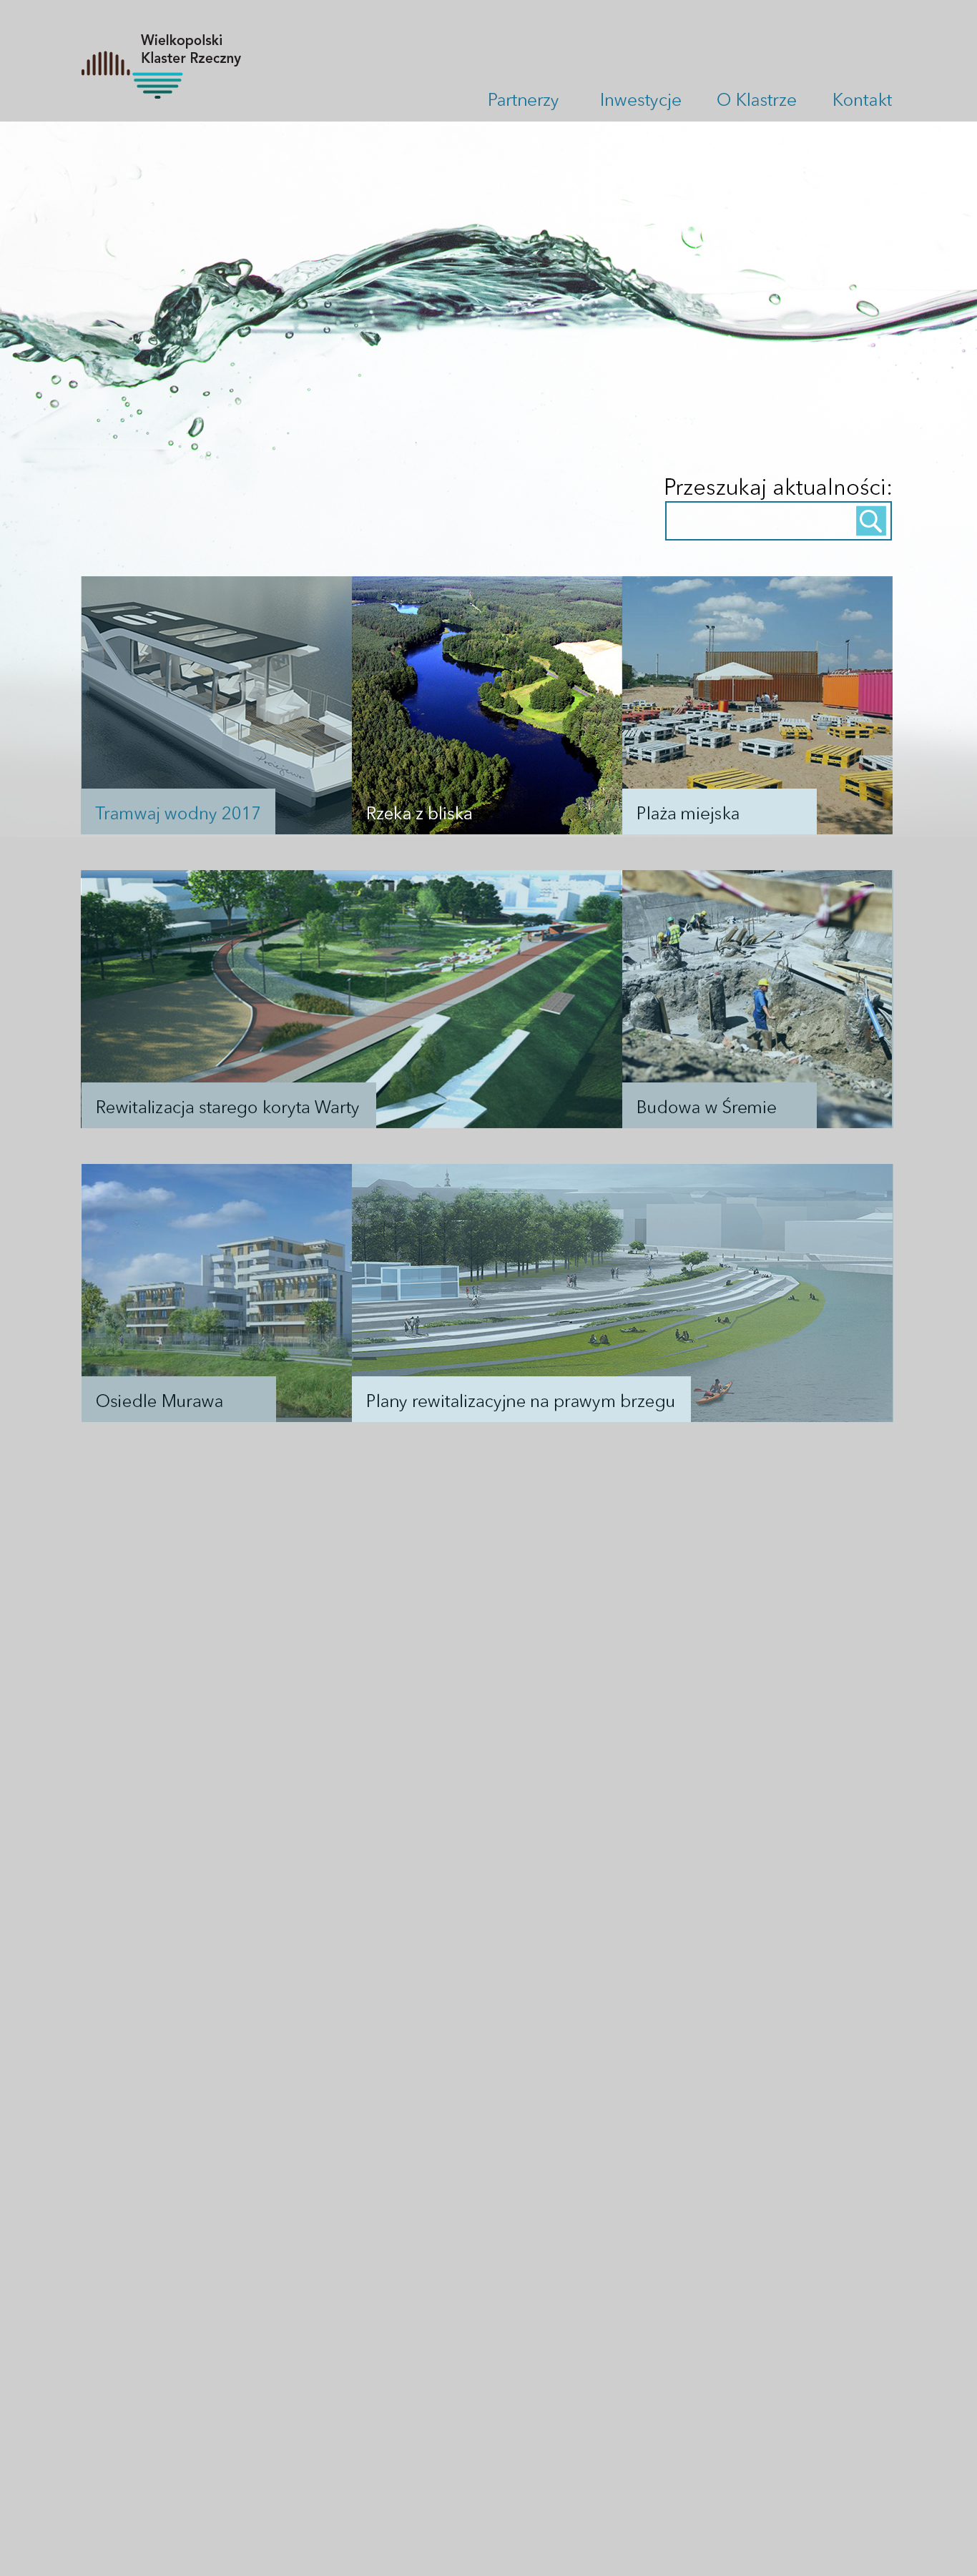 Wielkopolski
Klaster Rzeczny
Partnerzy Inwestycje O Klastrze Kontakt
Przeszukaj aktualności:
Tramwaj wodny 2017
Rzeka z bliska
Plaża miejska
Rewitalizacja starego koryta Warty
Budowa w Śremie
Osiedle Murawa
Plany rewitalizacyjne na prawym brzegu